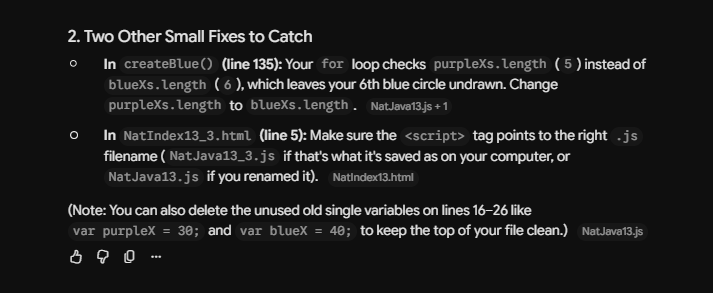 2. Two Other Small Fixes to Catch
In createBlue() (line 135): Your for loop checks purpleXs.length ( 5 ) instead of
blueXs.length ( 6 ), which leaves your 6th blue circle undrawn. Change
purpleXs.length to blueXs.length . NatJava13.js + 1
In NatIndex13_3.html (line 5): Make sure the <script> tag points to the right .js
filename ( NatJava13_3.js if that's what it's saved as on your computer, or
NatJava13.js if you renamed it). NatIndex13.html
(Note: You can also delete the unused old single variables on lines 16–26 like
var purpleX = 30; and var blueX = 40; to keep the top of your file clean.) NatJava13.js